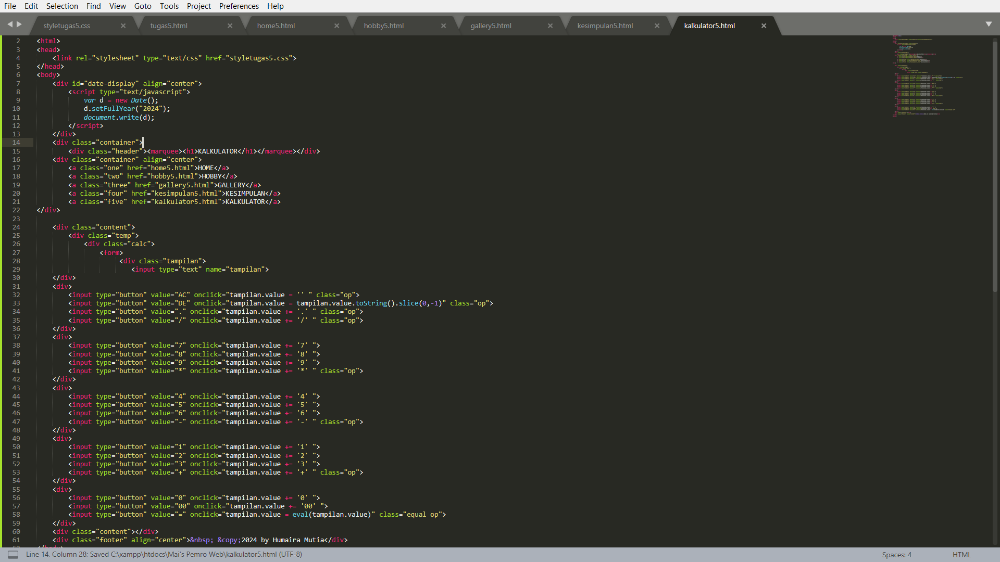 File Edit Selection Find View Goto Tools Project Preferences Help
styletugas5.css tugas5.html home5.html hobby5.html gallery5.html kesimpulan5.html kalkulator5.html
2 <html>
3 <head>
4 <link rel="stylesheet" type="text/css" href="styletugas5.css">
5 </head>
6 <body>
7 <div id="date-display" align="center">
8 <script type="text/javascript">
9 var d = new Date();
10 d.setFullYear("2024");
11 document.write(d);
12 </script>
13 </div>
14 <div class="container">
15 <div class="header"><marquee><h1>KALKULATOR</h1></marquee></div>
16 <div class="container" align="center">
17 <a class="one" href="home5.html">HOME</a>
18 <a class="two" href="hobby5.html">HOBBY</a>
19 <a class="three" href="gallery5.html">GALLERY</a>
20 <a class="four" href="kesimpulan5.html">KESIMPULAN</a>
21 <a class="five" href="kalkulator5.html">KALKULATOR</a>
22 </div>
23
24 <div class="content">
25 <div class="temp">
26 <div class="calc">
27 <form>
28 <div class="tampilan">
29 <input type="text" name="tampilan">
30 </div>
31 <div>
32 <input type="button" value="AC" onclick="tampilan.value = '' " class="op">
33 <input type="button" value="DE" onclick="tampilan.value = tampilan.value.toString().slice(0,-1)" class="op">
34 <input type="button" value="." onclick="tampilan.value += '.' " class="op">
35 <input type="button" value="/" onclick="tampilan.value += '/' " class="op">
36 </div>
37 <div>
38 <input type="button" value="7" onclick="tampilan.value += '7' ">
39 <input type="button" value="8" onclick="tampilan.value += '8' ">
40 <input type="button" value="9" onclick="tampilan.value += '9' ">
41 <input type="button" value="*" onclick="tampilan.value += '*' " class="op">
42 </div>
43 <div>
44 <input type="button" value="4" onclick="tampilan.value += '4' ">
45 <input type="button" value="5" onclick="tampilan.value += '5' ">
46 <input type="button" value="6" onclick="tampilan.value += '6' ">
47 <input type="button" value="-" onclick="tampilan.value += '-' " class="op">
48 </div>
49 <div>
50 <input type="button" value="1" onclick="tampilan.value += '1' ">
51 <input type="button" value="2" onclick="tampilan.value += '2' ">
52 <input type="button" value="3" onclick="tampilan.value += '3' ">
53 <input type="button" value="+" onclick="tampilan.value += '+' " class="op">
54 </div>
55 <div>
56 <input type="button" value="0" onclick="tampilan.value += '0' ">
57 <input type="button" value="00" onclick="tampilan.value += '00' ">
58 <input type="button" value="=" onclick="tampilan.value = eval(tampilan.value)" class="equal op">
59 </div>
60 <div class="content"></div>
61 <div class="footer" align="center">&nbsp; &copy;2024 by Humaira Mutia</div>
Line 14, Column 28; Saved C:\xampp\htdocs\Mai's Pemro Web\kalkulator5.html (UTF-8) Spaces: 4 HTML